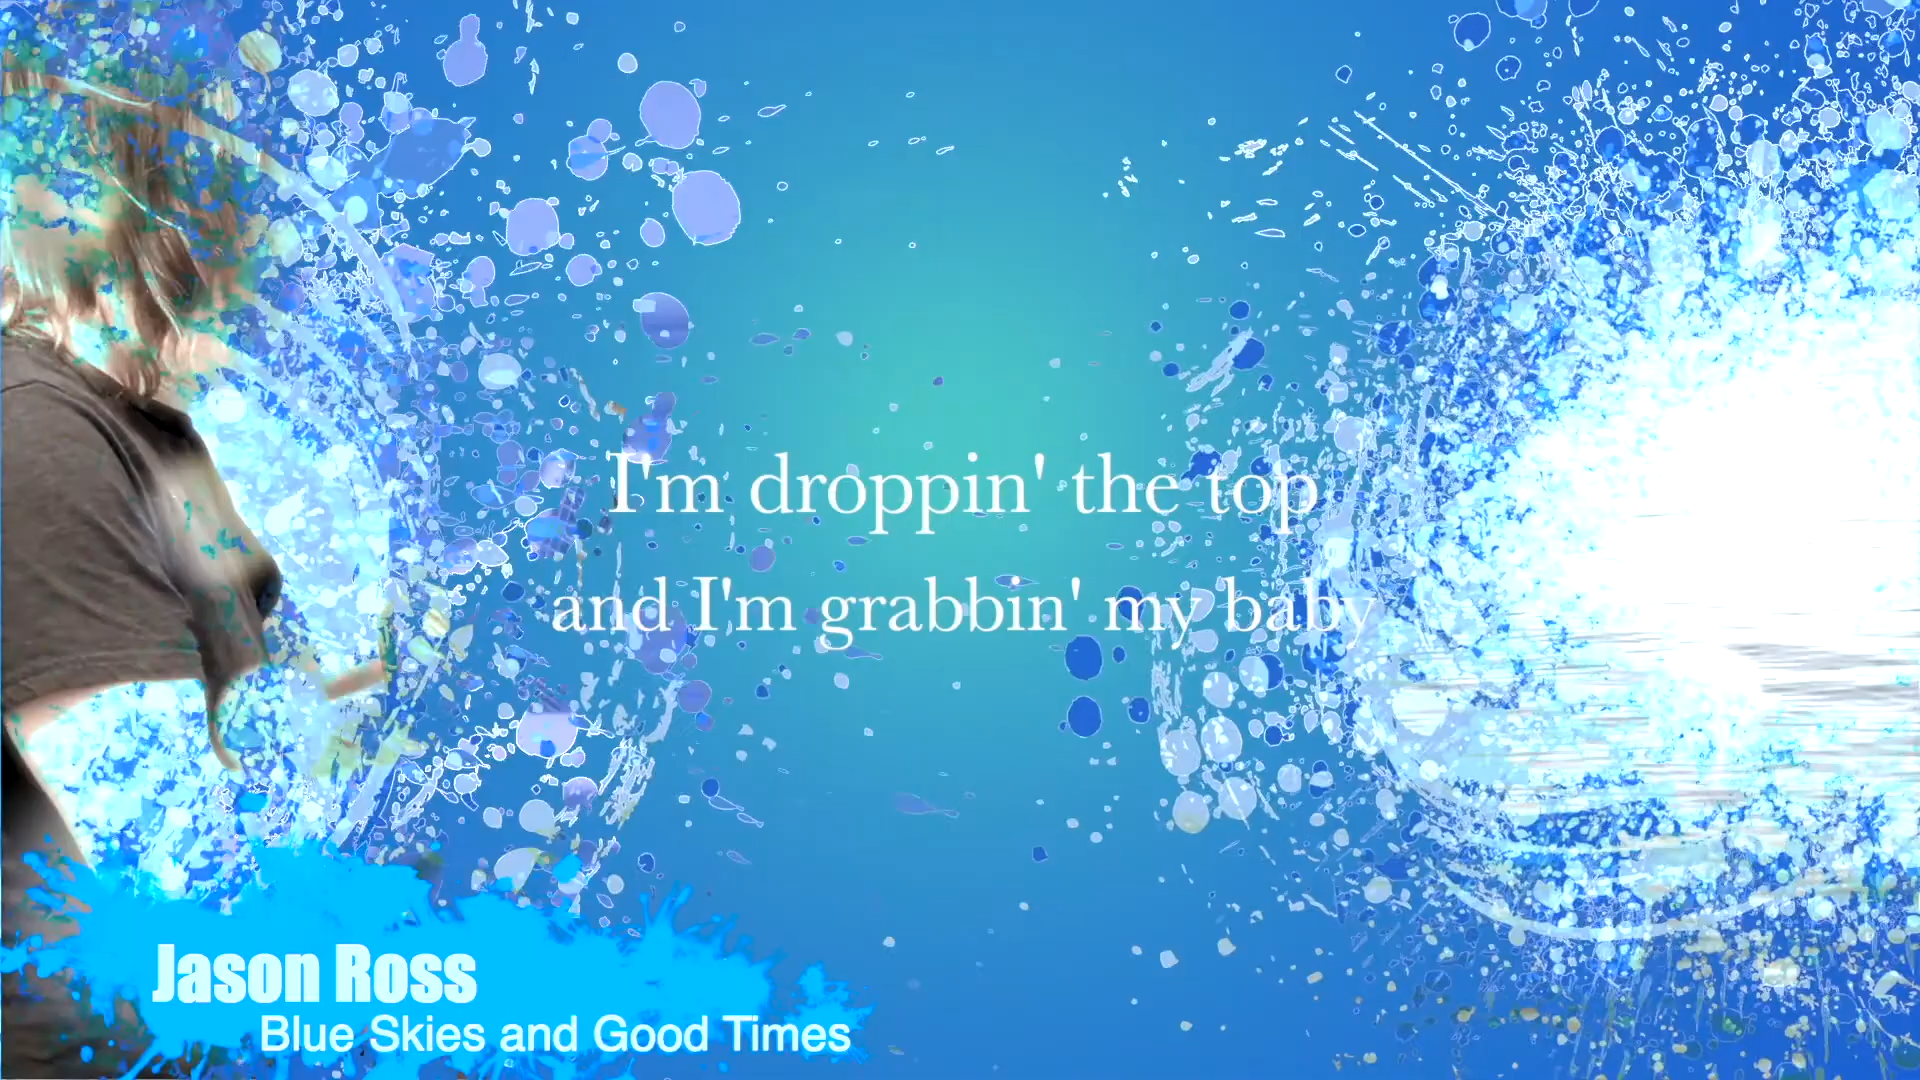 I'm droppin' the top
and I'm grabbin' my baby
Jason Ross
Blue Skies and Good Times